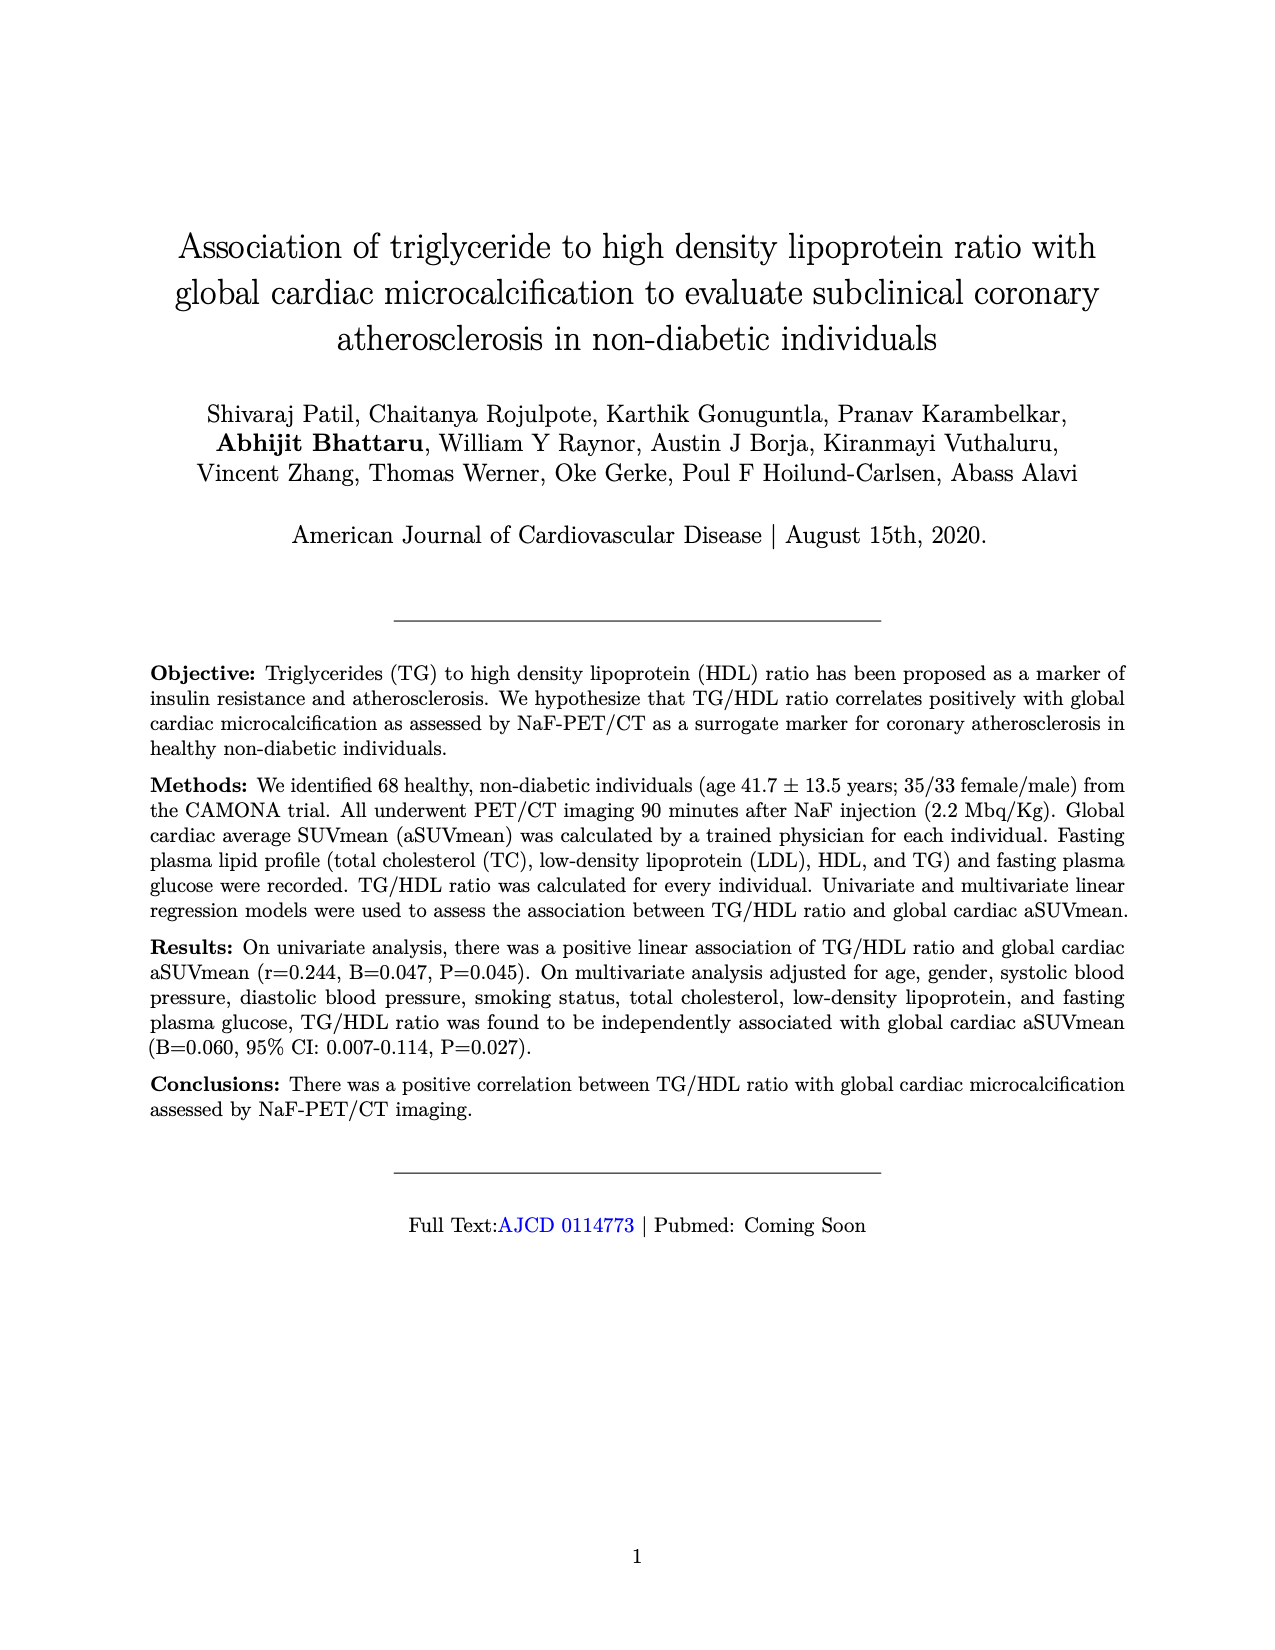 Association of triglyceride to high density lipoprotein ratio with
global cardiac microcalcification to evaluate subclinical coronary
atherosclerosis in non-diabetic individuals
Shivaraj Patil, Chaitanya Rojulpote, Karthik Gonuguntla, Pranav Karambelkar,
Abhijit Bhattaru, William Y Raynor, Austin J Borja, Kiranmayi Vuthaluru,
Vincent Zhang, Thomas Werner, Oke Gerke, Poul F Hoilund-Carlsen, Abass Alavi
American Journal of Cardiovascular Disease | August 15th, 2020.
Objective: Triglycerides (TG) to high density lipoprotein (HDL) ratio has been proposed as a marker of
insulin resistance and atherosclerosis. We hypothesize that TG/HDL ratio correlates positively with global
cardiac microcalcification as assessed by NaF-PET/CT as a surrogate marker for coronary atherosclerosis in
healthy non-diabetic individuals.
Methods: We identified 68 healthy, non-diabetic individuals (age 41.7 ± 13.5 years; 35/33 female/male) from
the CAMONA trial. All underwent PET/CT imaging 90 minutes after NaF injection (2.2 Mbq/Kg). Global
cardiac average SUVmean (aSUVmean) was calculated by a trained physician for each individual. Fasting
plasma lipid profile (total cholesterol (TC), low-density lipoprotein (LDL), HDL, and TG) and fasting plasma
glucose were recorded. TG/HDL ratio was calculated for every individual. Univariate and multivariate linear
regression models were used to assess the association between TG/HDL ratio and global cardiac aSUVmean.
Results: On univariate analysis, there was a positive linear association of TG/HDL ratio and global cardiac
aSUVmean (r=0.244, B=0.047, P=0.045). On multivariate analysis adjusted for age, gender, systolic blood
pressure, diastolic blood pressure, smoking status, total cholesterol, low-density lipoprotein, and fasting
plasma glucose, TG/HDL ratio was found to be independently associated with global cardiac aSUVmean
(B=0.060, 95% CI: 0.007-0.114, P=0.027).
Conclusions: There was a positive correlation between TG/HDL ratio with global cardiac microcalcification
assessed by NaF-PET/CT imaging.
Full Text:AJCD 0114773 | Pubmed: Coming Soon
1